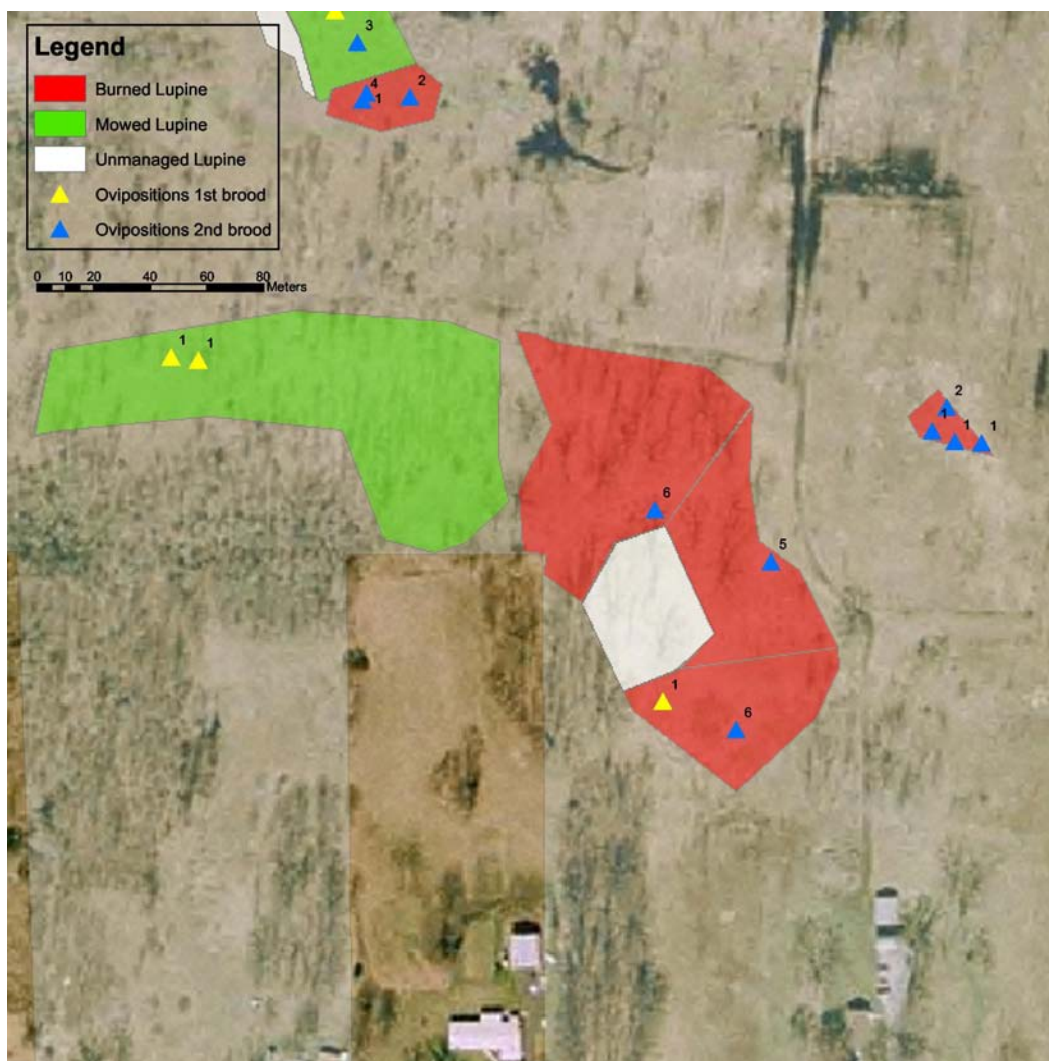 Legend
Burned Lupine
Mowed Lupine
Unmanaged Lupine
Ovipositions 1st brood
Ovipositions 2nd brood
0 10 20 40 60 80
Meters
3
4 2
1
1 1
2
1 1 1
6
5
1
6